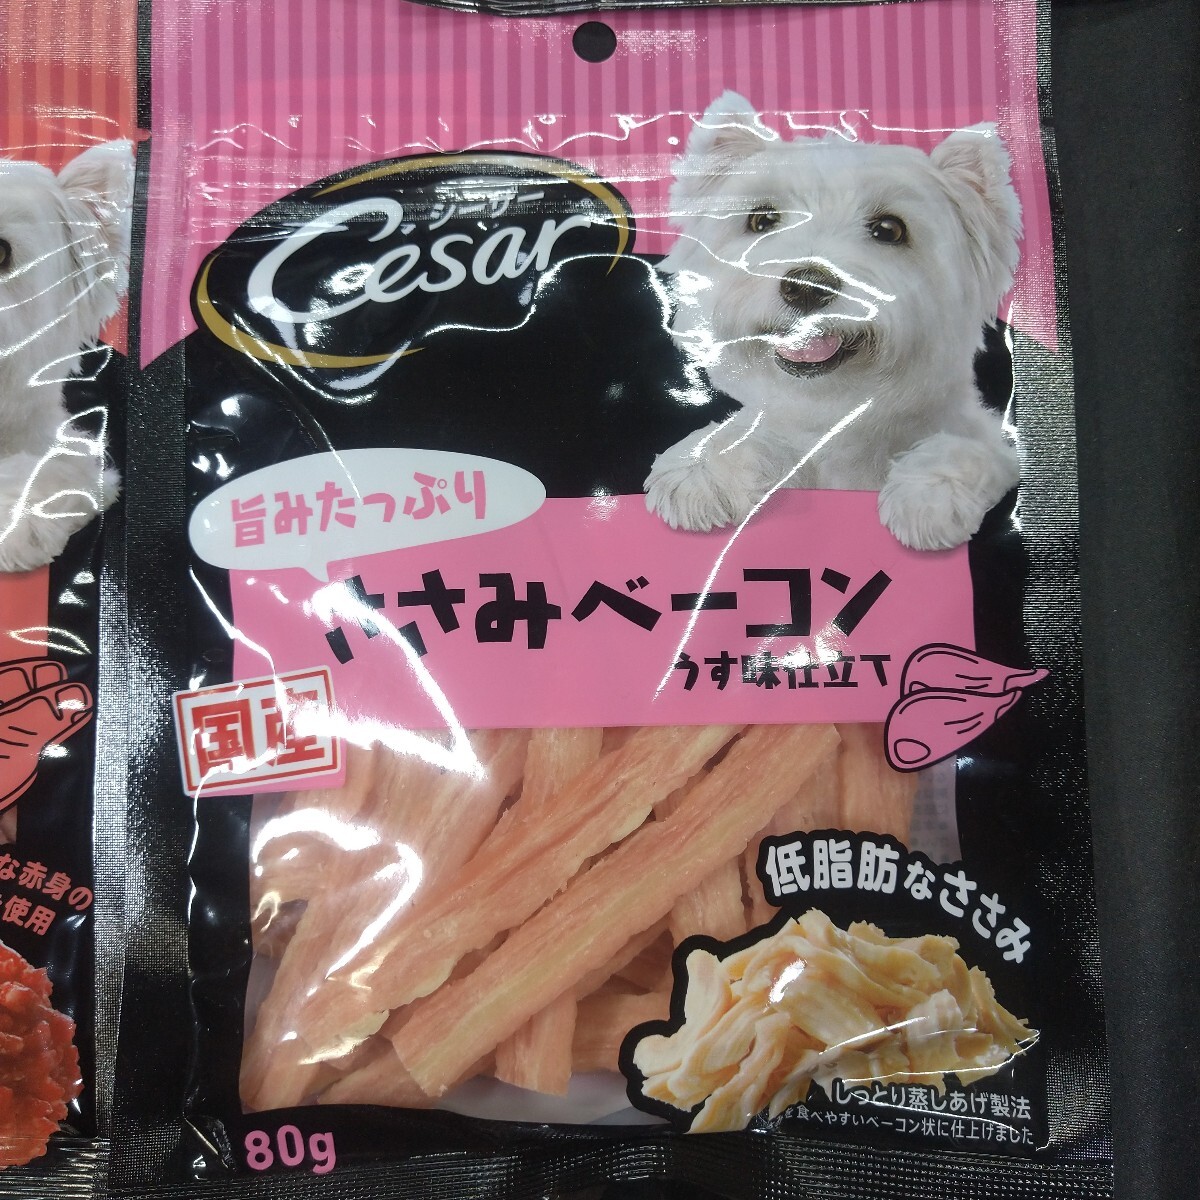 シーザー
Cesar
旨みたっぷり
ささみベーコン
うす味仕立て
国産
低脂肪なささみ
しっとり蒸しあげ製法
を食べやすいベーコン状に仕上げました
80g
な赤身の
使用